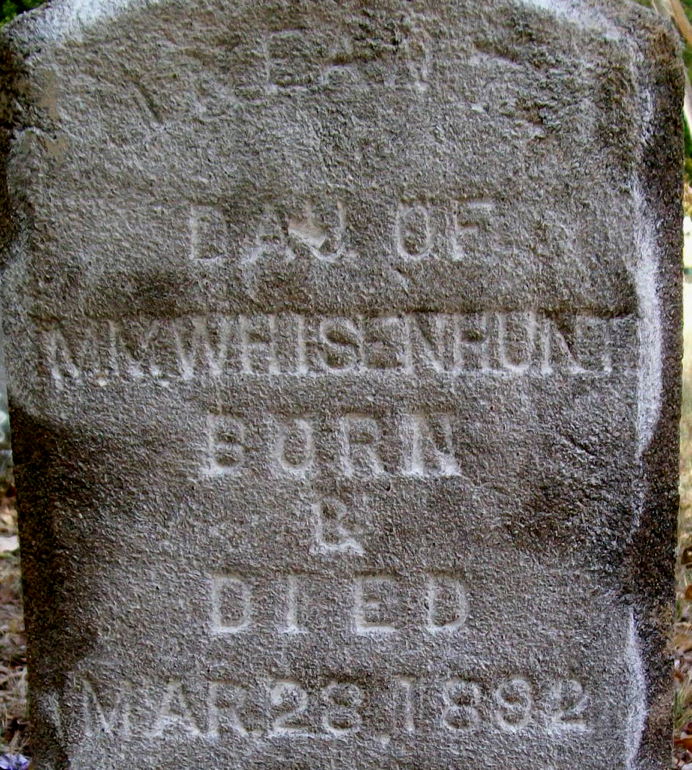 DAU. OF
M.M.WHISENHUNT
BORN
&
DIED
MAR.28,1892